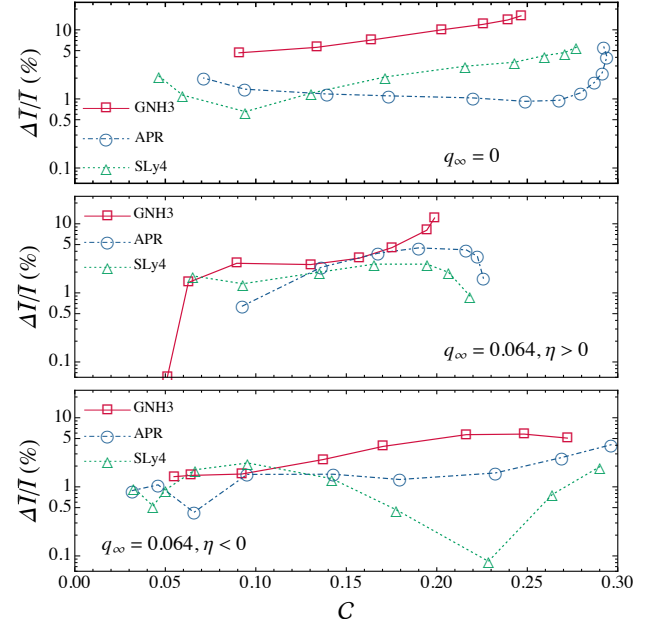 10
5
1
0.5
0.1
ΔI/I (%)
GNH3
APR
SLy4
q∞ = 0
10
5
1
0.5
0.1
ΔI/I (%)
GNH3
APR
SLy4
q∞ = 0.064, η > 0
10
5
1
0.5
0.1
ΔI/I (%)
GNH3
APR
SLy4
q∞ = 0.064, η < 0
0.00 0.05 0.10 0.15 0.20 0.25 0.30
C